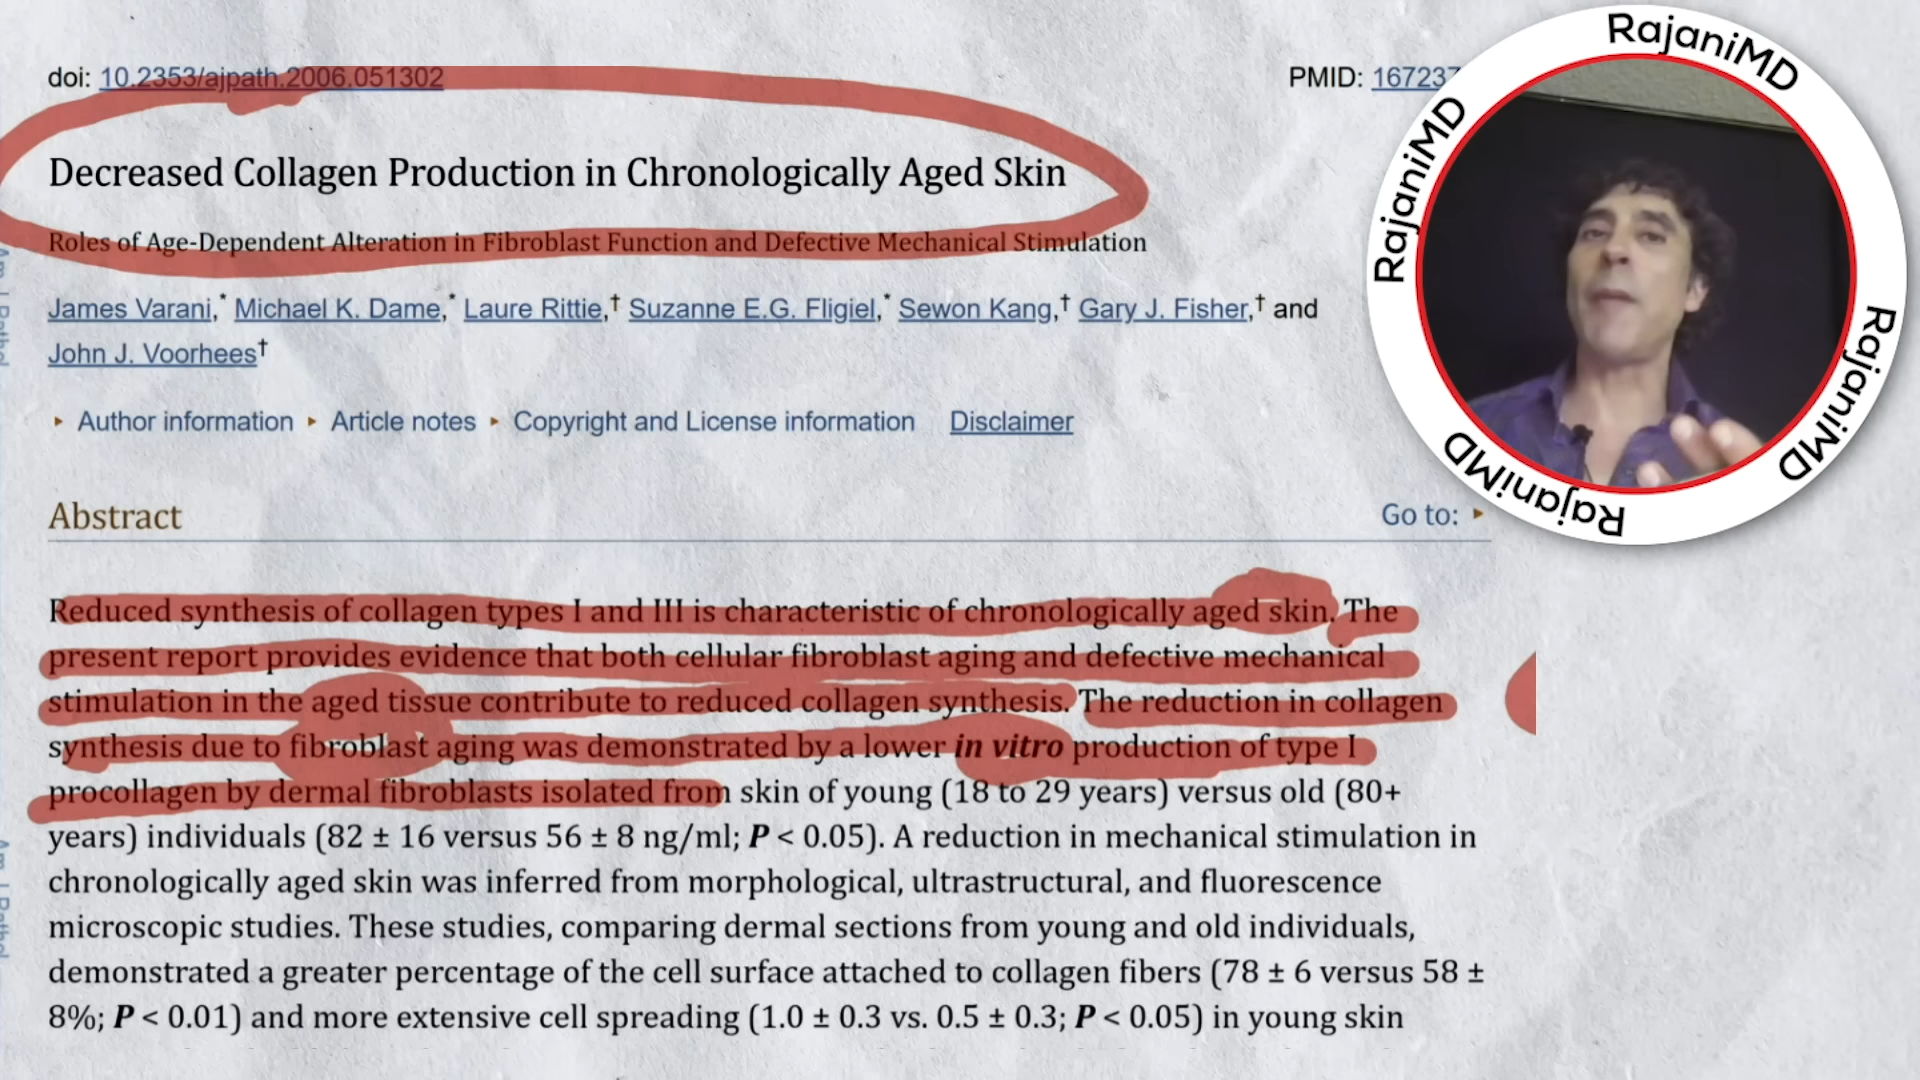 doi: 10.2353/ajpath.2006.051302
PMID: 167237
Decreased Collagen Production in Chronologically Aged Skin
Roles of Age-Dependent Alteration in Fibroblast Function and Defective Mechanical Stimulation
James Varani,* Michael K. Dame,* Laure Rittie,† Suzanne E.G. Fligiel,* Sewon Kang,† Gary J. Fisher,† and
John J. Voorhees†
Author information Article notes Copyright and License information Disclaimer
Abstract
Go to:
Reduced synthesis of collagen types I and III is characteristic of chronologically aged skin. The
present report provides evidence that both cellular fibroblast aging and defective mechanical
stimulation in the aged tissue contribute to reduced collagen synthesis. The reduction in collagen
synthesis due to fibroblast aging was demonstrated by a lower in vitro production of type I
procollagen by dermal fibroblasts isolated from skin of young (18 to 29 years) versus old (80+
years) individuals (82 ± 16 versus 56 ± 8 ng/ml; P < 0.05). A reduction in mechanical stimulation in
chronologically aged skin was inferred from morphological, ultrastructural, and fluorescence
microscopic studies. These studies, comparing dermal sections from young and old individuals,
demonstrated a greater percentage of the cell surface attached to collagen fibers (78 ± 6 versus 58 ±
8%; P < 0.01) and more extensive cell spreading (1.0 ± 0.3 vs. 0.5 ± 0.3; P < 0.05) in young skin
RajaniMD
RajaniMD
RajaniMD
RajaniMD